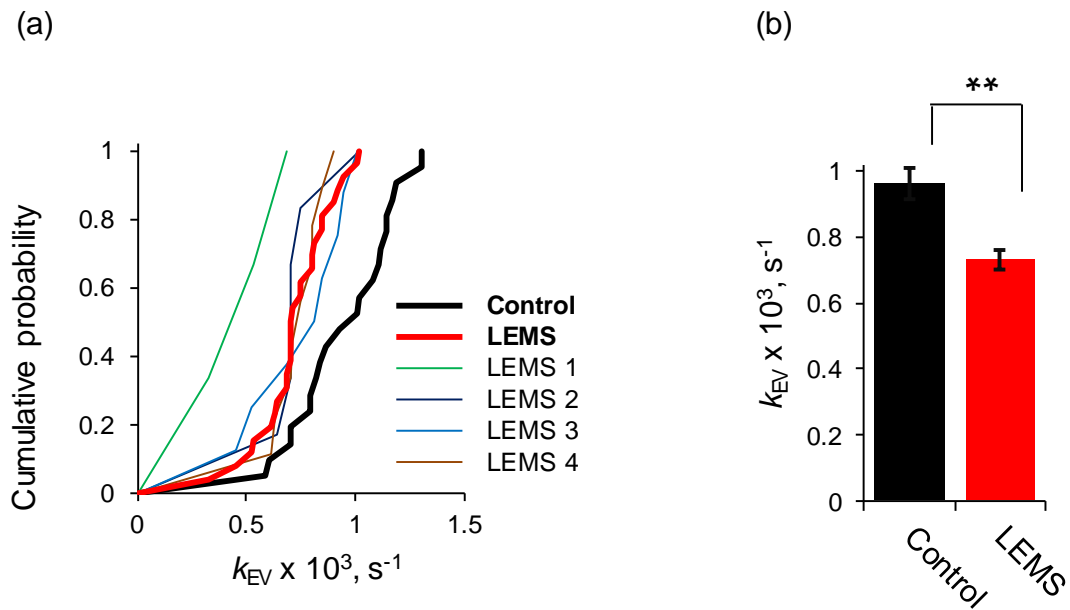 (a)
(b)
Cumulative probability
1
0.8
0.6
0.4
0.2
0
0
0.5
1
1.5
k_EV x 10³, s⁻¹
Control
LEMS
LEMS 1
LEMS 2
LEMS 3
LEMS 4
**
k_EV x 10³, s⁻¹
1
0.8
0.6
0.4
0.2
0
Control
LEMS